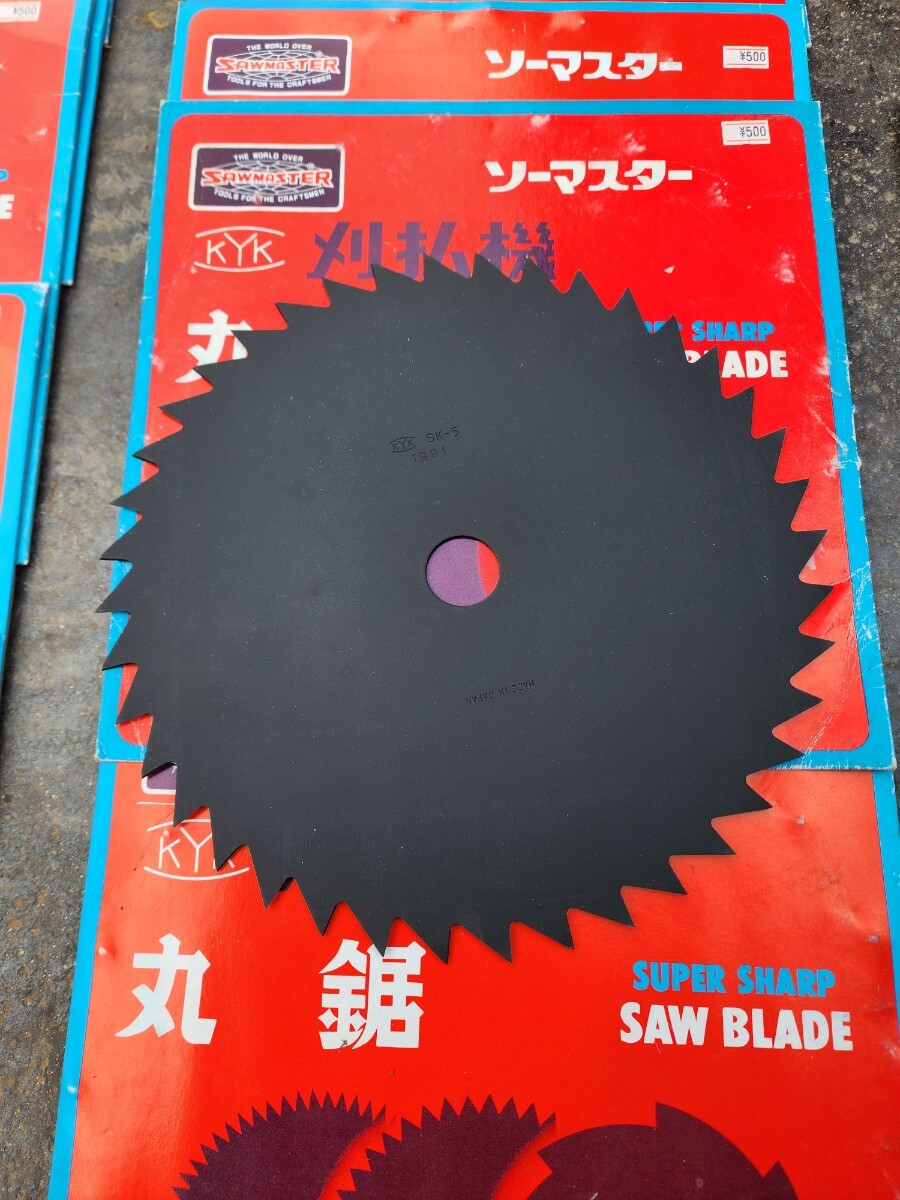 ¥500
THE WORLD OVER
SAWMASTER
TOOLS FOR THE CRAFTSMEN
ソーマスター
¥500
THE WORLD OVER
SAWMASTER
TOOLS FOR THE CRAFTSMEN
ソーマスター
¥500
KYK
刈払機
丸
SHARP
BLADE
KYK SK-5
1991
MADE IN JAPAN
KYK
丸鋸
SUPER SHARP
SAW BLADE